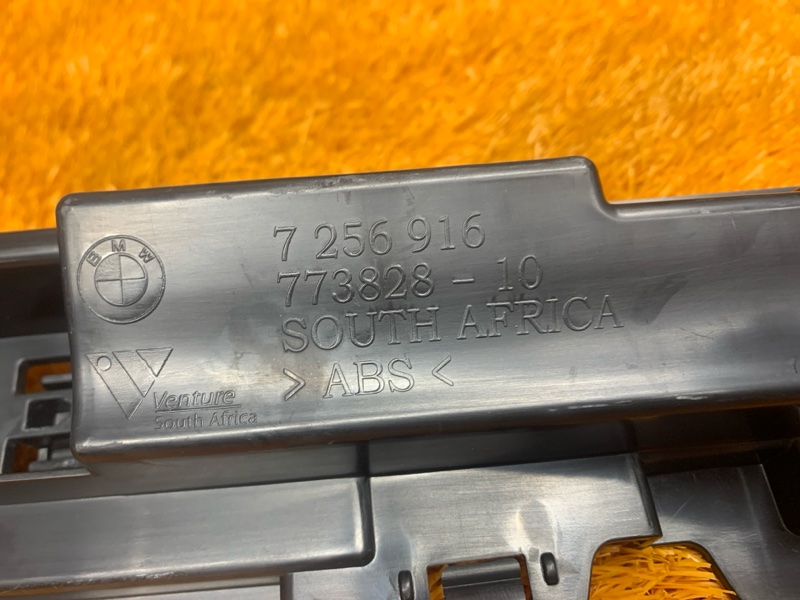 BMW
7 256 916
773828 - 10
SOUTH AFRICA
> ABS <
Venture
South Africa